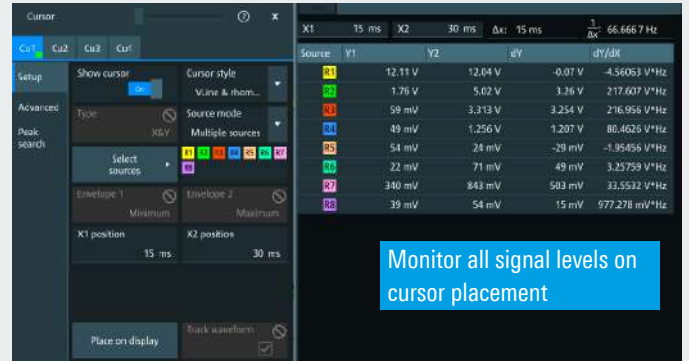 Cursor
Cu1 Cu2 Cu3 Cu4
Setup
Advanced
Peak
search
Show cursor
On
Cursor style
V.line & rhom...
Type
X&Y
Source mode
Multiple sources
Select
sources
R1 R2 R3 R4 R5 R6 R7
R8
Envelope 1
Minimum
Envelope 2
Maximum
X1 position
15 ms
X2 position
30 ms
Place on display
Track waveform
X1 15 ms X2 30 ms Δx: 15 ms 1/Δx: 66.6667 Hz
Source Y1 Y2 dY dY/dX
R1 12.11 V 12.04 V -0.07 V -4.56063 V*Hz
R2 1.76 V 5.02 V 3.26 V 217.607 V*Hz
R3 59 mV 3.313 V 3.254 V 216.956 V*Hz
R4 49 mV 1.256 V 1.207 V 80.4626 V*Hz
R5 54 mV 24 mV -29 mV -1.95456 V*Hz
R6 22 mV 71 mV 49 mV 3.25759 V*Hz
R7 340 mV 843 mV 503 mV 33.5532 V*Hz
R8 39 mV 54 mV 15 mV 977.278 mV*Hz
Monitor all signal levels on
cursor placement